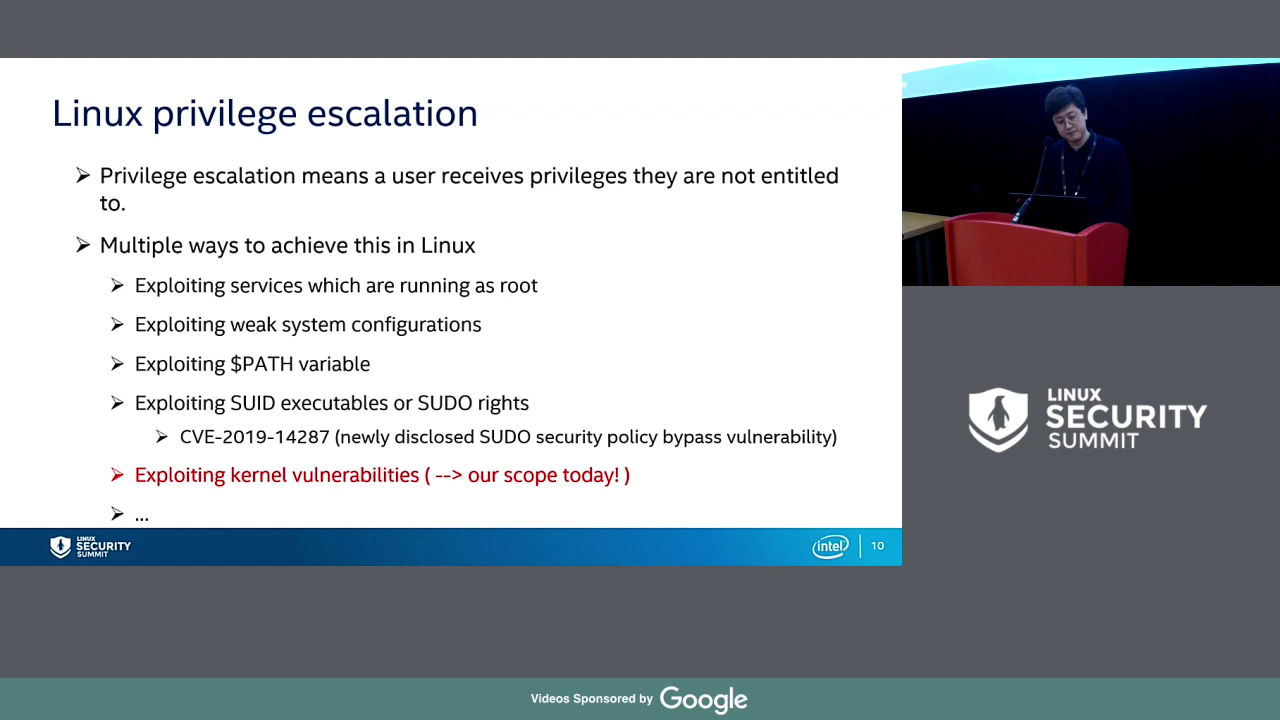 Linux privilege escalation
Privilege escalation means a user receives privileges they are not entitled
to.
Multiple ways to achieve this in Linux
Exploiting services which are running as root
Exploiting weak system configurations
Exploiting $PATH variable
Exploiting SUID executables or SUDO rights
CVE-2019-14287 (newly disclosed SUDO security policy bypass vulnerability)
Exploiting kernel vulnerabilities ( --> our scope today! )
...
LINUX
SECURITY
SUMMIT
intel
10
LINUX
SECURITY
SUMMIT
Videos Sponsored by Google